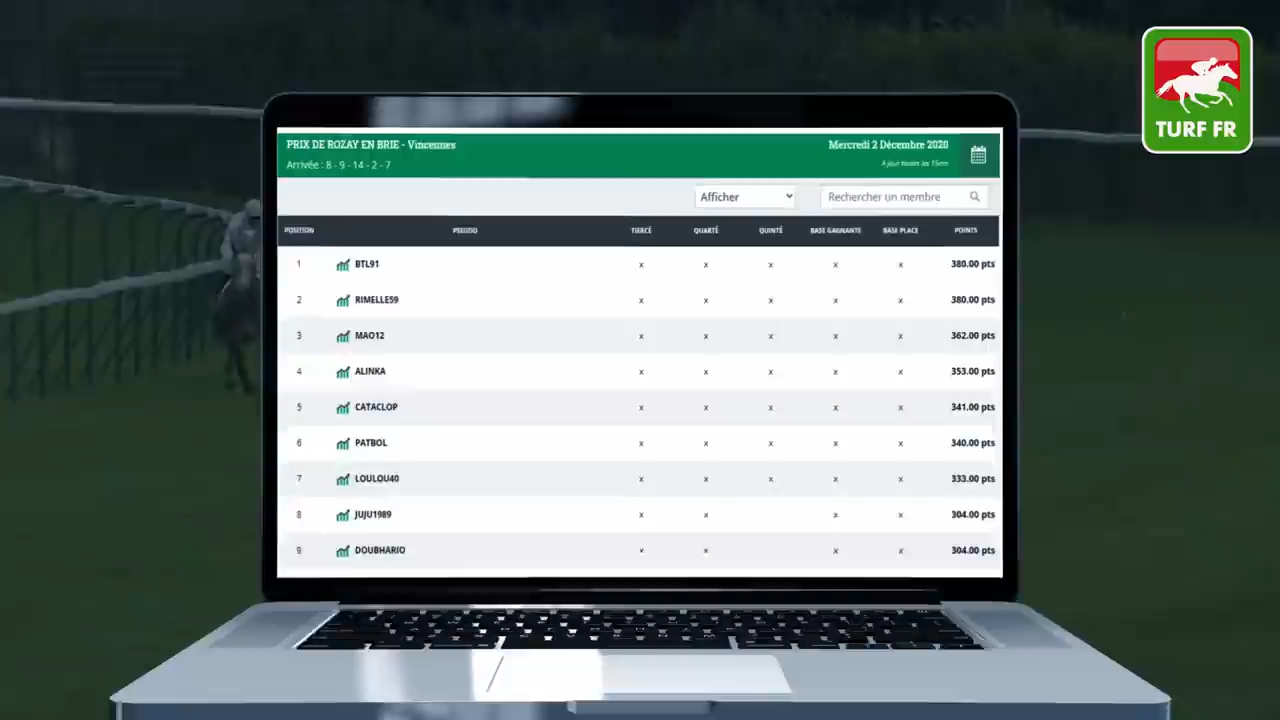 TURF FR
PRIX DE ROZAY EN BRIE - Vincennes
Mercredi 2 Décembre 2020
Arrivée : 8 - 9 - 14 - 2 - 7
A jour toutes les 15mn
Afficher
Rechercher un membre
POSITION PSEUDO TIERCÉ QUARTÉ QUINTÉ BASE GAGNANTE BASE PLACE POINTS
1 BTL91 x x x x x 380.00 pts
2 RIMELLE59 x x x x x 380.00 pts
3 MAO12 x x x x x 362.00 pts
4 ALINKA x x x x x 353.00 pts
5 CATACLOP x x x x x 341.00 pts
6 PATBOL x x x x x 340.00 pts
7 LOULOU40 x x x x x 333.00 pts
8 JUJU1989 x x x x 304.00 pts
9 DOUBHARIO x x x x 304.00 pts